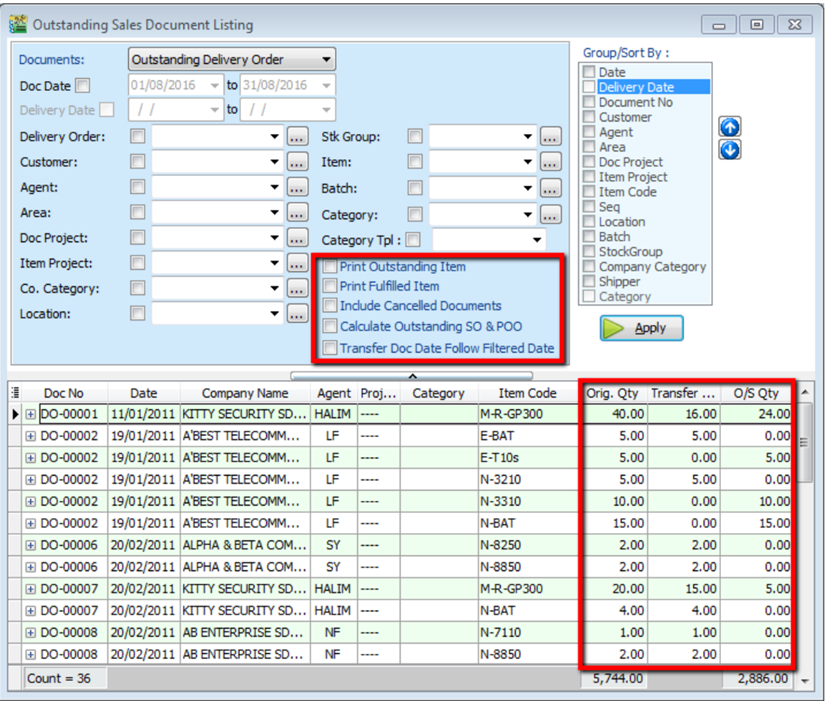 Outstanding Sales Document Listing
Documents: Outstanding Delivery Order
Group/Sort By :
Doc Date 01/08/2016 to 31/08/2016
Delivery Date / / to / /
Delivery Order: ... Stk Group: ...
Customer: ... Item: ...
Agent: ... Batch: ...
Area: ... Category: ...
Doc Project: ... Category Tpl :
Item Project: ...
Co. Category: ...
Location: ...
Print Outstanding Item
Print Fulfilled Item
Include Cancelled Documents
Calculate Outstanding SO & POO
Transfer Doc Date Follow Filtered Date
Date
Delivery Date
Document No
Customer
Agent
Area
Doc Project
Item Project
Item Code
Seq
Location
Batch
StockGroup
Company Category
Shipper
Category
Apply
Doc No Date Company Name Agent Proj... Category Item Code Orig. Qty Transfer ... O/S Qty
DO-00001 11/01/2011 KITTY SECURITY SD... HALIM ---- M-R-GP300 40.00 16.00 24.00
DO-00002 19/01/2011 A'BEST TELECOMM... LF ---- E-BAT 5.00 5.00 0.00
DO-00002 19/01/2011 A'BEST TELECOMM... LF ---- E-T10s 5.00 0.00 5.00
DO-00002 19/01/2011 A'BEST TELECOMM... LF ---- N-3210 5.00 5.00 0.00
DO-00002 19/01/2011 A'BEST TELECOMM... LF ---- N-3310 10.00 0.00 10.00
DO-00002 19/01/2011 A'BEST TELECOMM... LF ---- N-BAT 15.00 0.00 15.00
DO-00006 20/02/2011 ALPHA & BETA COM... SY ---- N-8250 2.00 2.00 0.00
DO-00006 20/02/2011 ALPHA & BETA COM... SY ---- N-8850 2.00 2.00 0.00
DO-00007 20/02/2011 KITTY SECURITY SD... HALIM ---- M-R-GP300 20.00 15.00 5.00
DO-00007 20/02/2011 KITTY SECURITY SD... HALIM ---- N-BAT 4.00 4.00 0.00
DO-00008 20/02/2011 AB ENTERPRISE SD... NF ---- N-7110 1.00 1.00 0.00
DO-00008 20/02/2011 AB ENTERPRISE SD... NF ---- N-8850 2.00 2.00 0.00
Count = 36 5,744.00 2,886.00